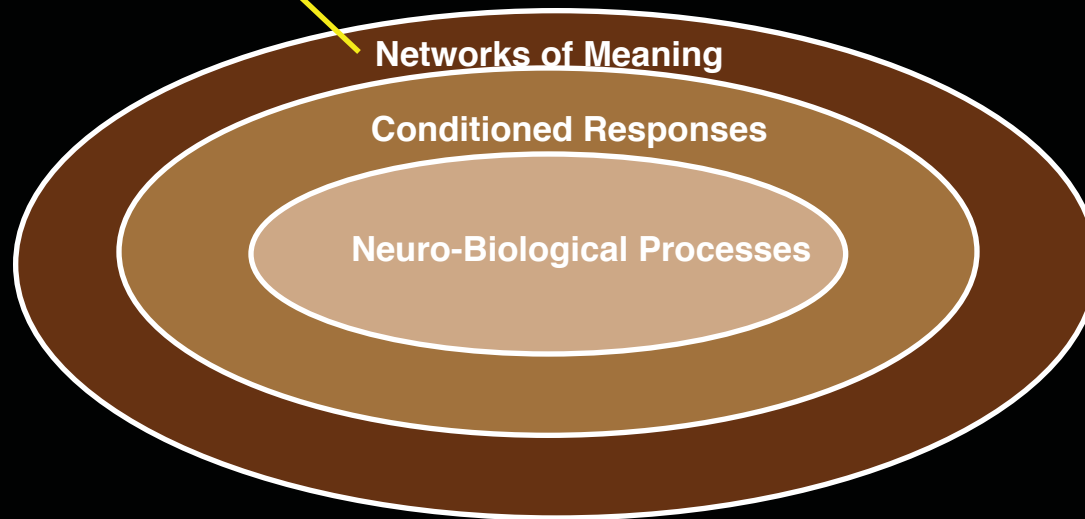 Networks of Meaning
Conditioned Responses
Neuro-Biological Processes